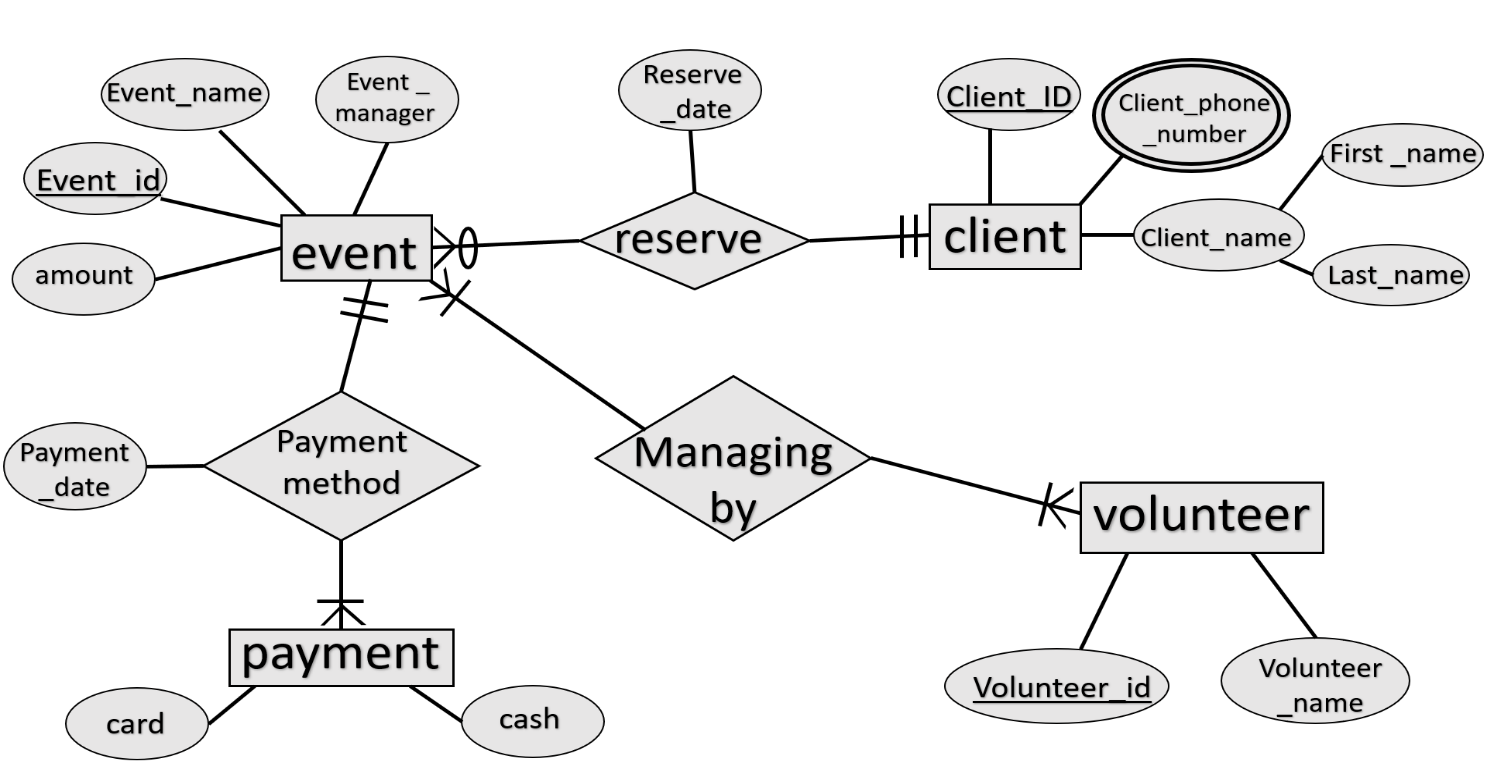 Event_name
Event _
manager
Reserve
_date
Client_ID
Client_phone
_number
First _name
Event_id
event
reserve
client
Client_name
amount
Last_name
Payment
_date
Payment
method
Managing
by
volunteer
payment
card
cash
Volunteer_id
Volunteer
_name